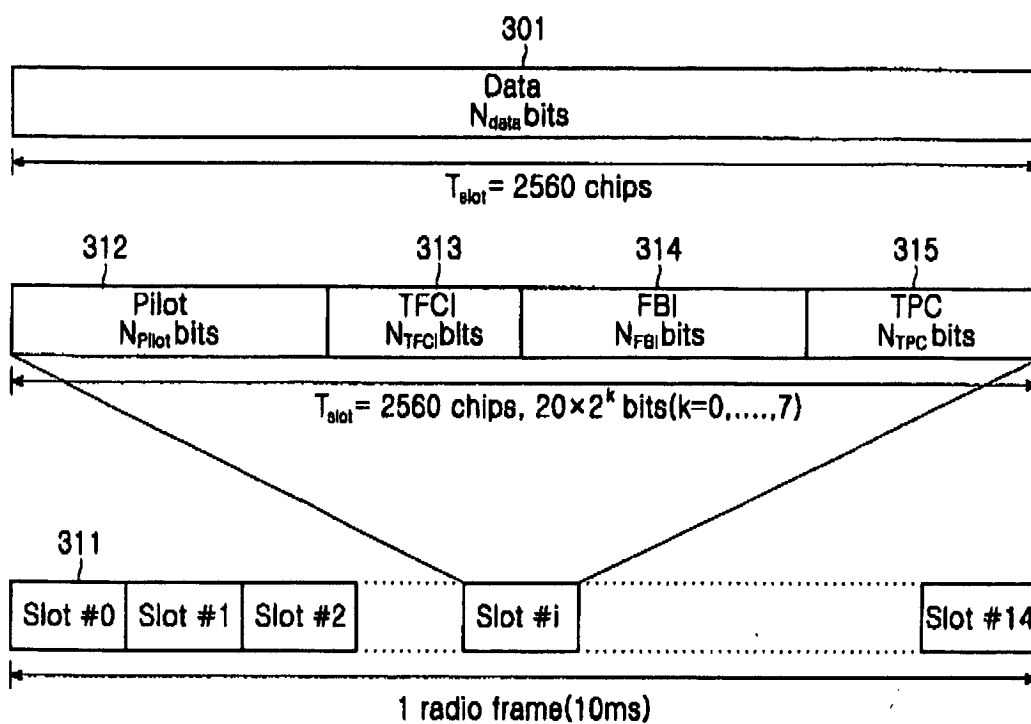 301
Data
N_data bits
T_slot = 2560 chips
312 313 314 315
Pilot TFCI FBI TPC
N_Pilot bits N_TFCI bits N_FBI bits N_TPC bits
T_slot = 2560 chips, 20×2^k bits(k=0,.....,7)
311
Slot #0 Slot #1 Slot #2 Slot #i Slot #14
1 radio frame(10ms)